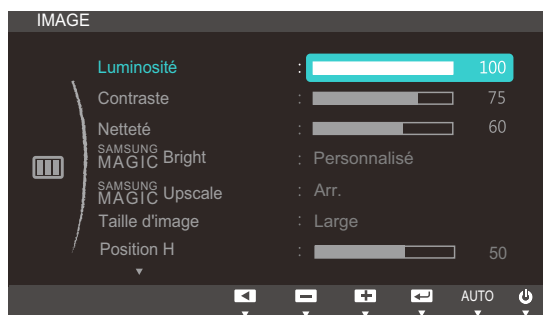 IMAGE
Luminosité : 100
Contraste : 75
Netteté : 60
SAMSUNG MAGIC Bright : Personnalisé
SAMSUNG MAGIC Upscale : Arr.
Taille d'image : Large
Position H : 50
AUTO